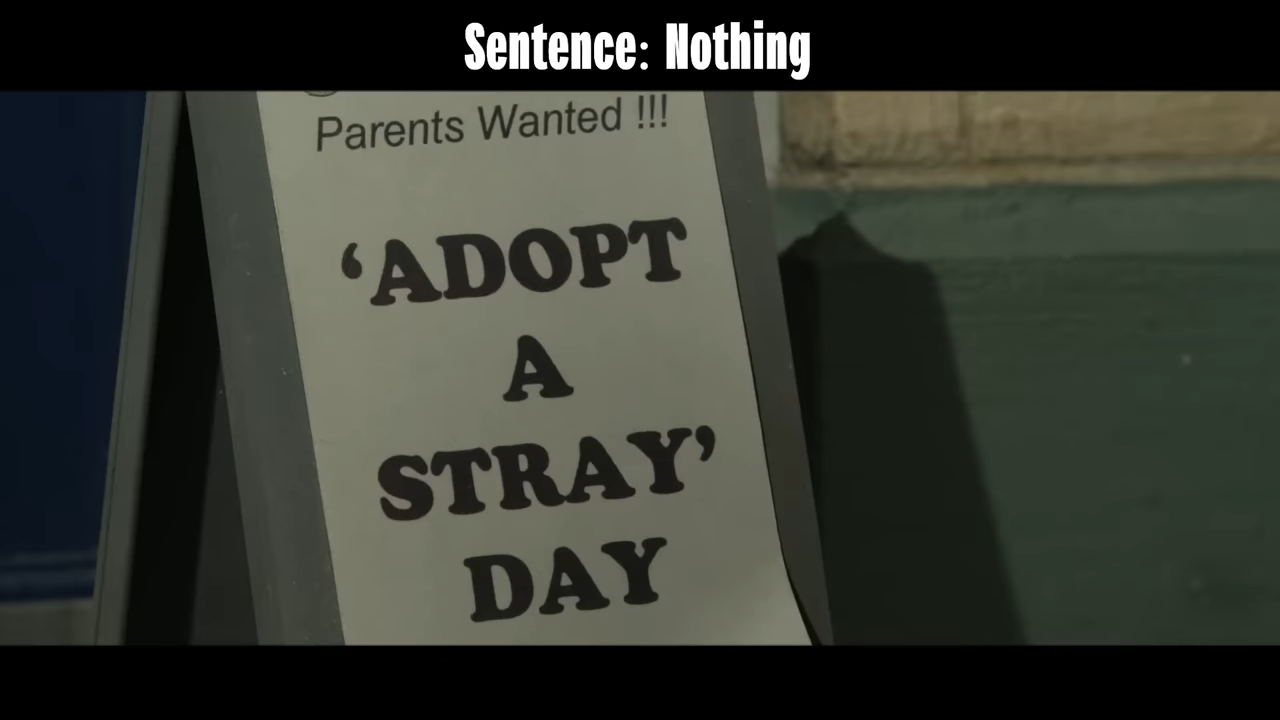 Sentence: Nothing
Parents Wanted !!!
‘ADOPT
A
STRAY’
DAY